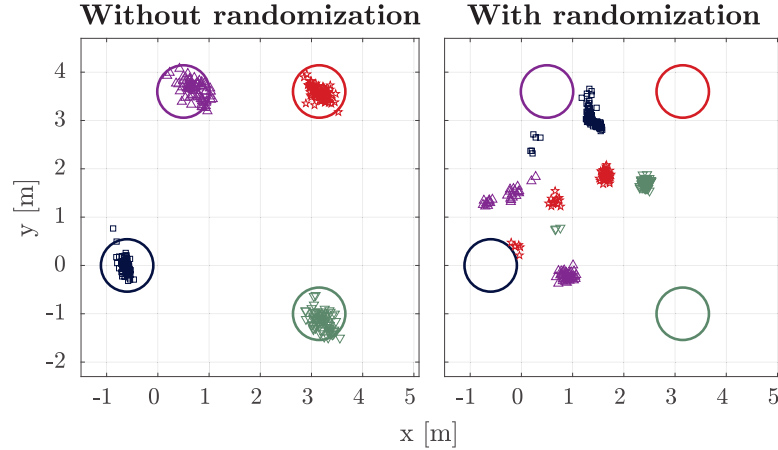 Without randomization
With randomization
4
3
2
1
0
-1
-2
y [m]
-1 0 1 2 3 4 5
-1 0 1 2 3 4 5
x [m]